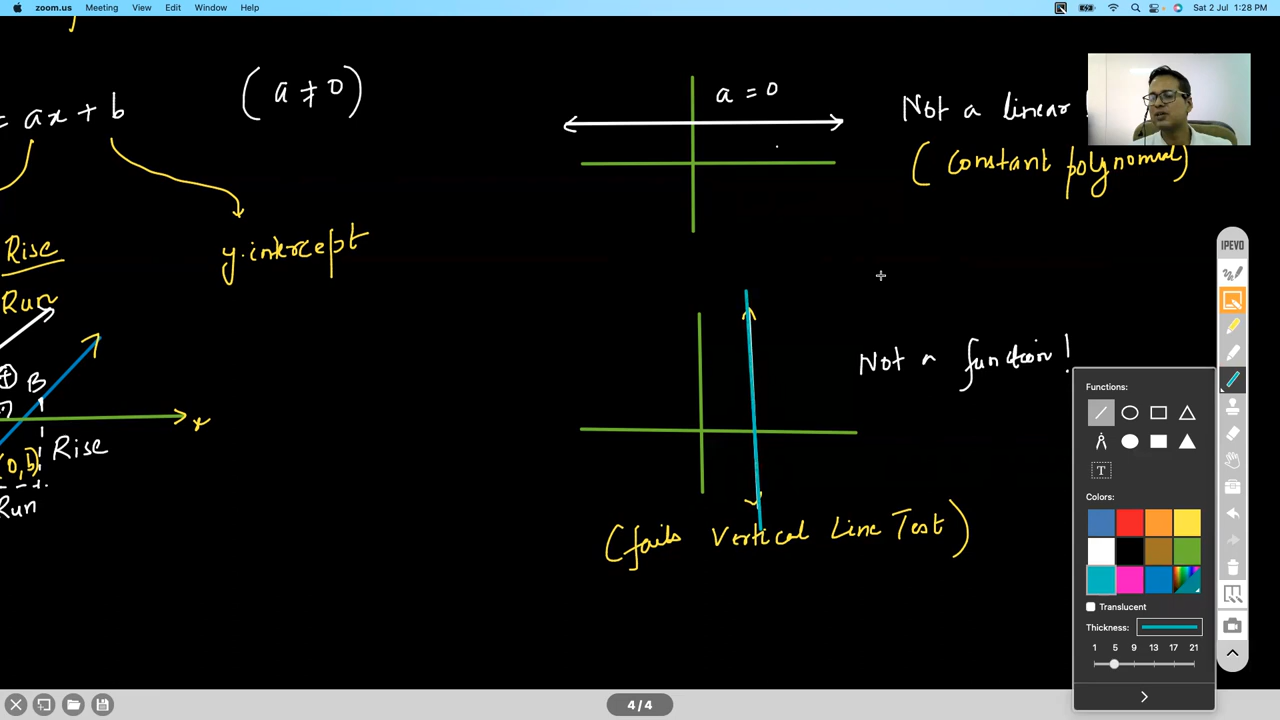 zoom.us Meeting View Edit Window Help Sat 2 Jul 1:28 PM
= ax + b
(a ≠ 0)
y.intercept
Rise
Run
B
x
(0,b)
Rise
Run
a = 0
Not a linear !
(Constant polynomial)
Not a function!
(fails Vertical Line Test)
IPEVO
Functions:
T
Colors:
Translucent
Thickness:
1 5 9 13 17 21
4 / 4